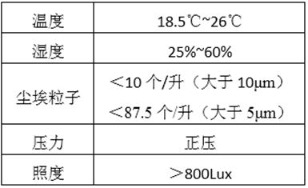 温度 18.5℃~26℃
湿度 25%~60%
尘埃粒子 <10 个/升（大于 10μm）
<87.5 个/升（大于 5μm）
压力 正压
照度 >800Lux